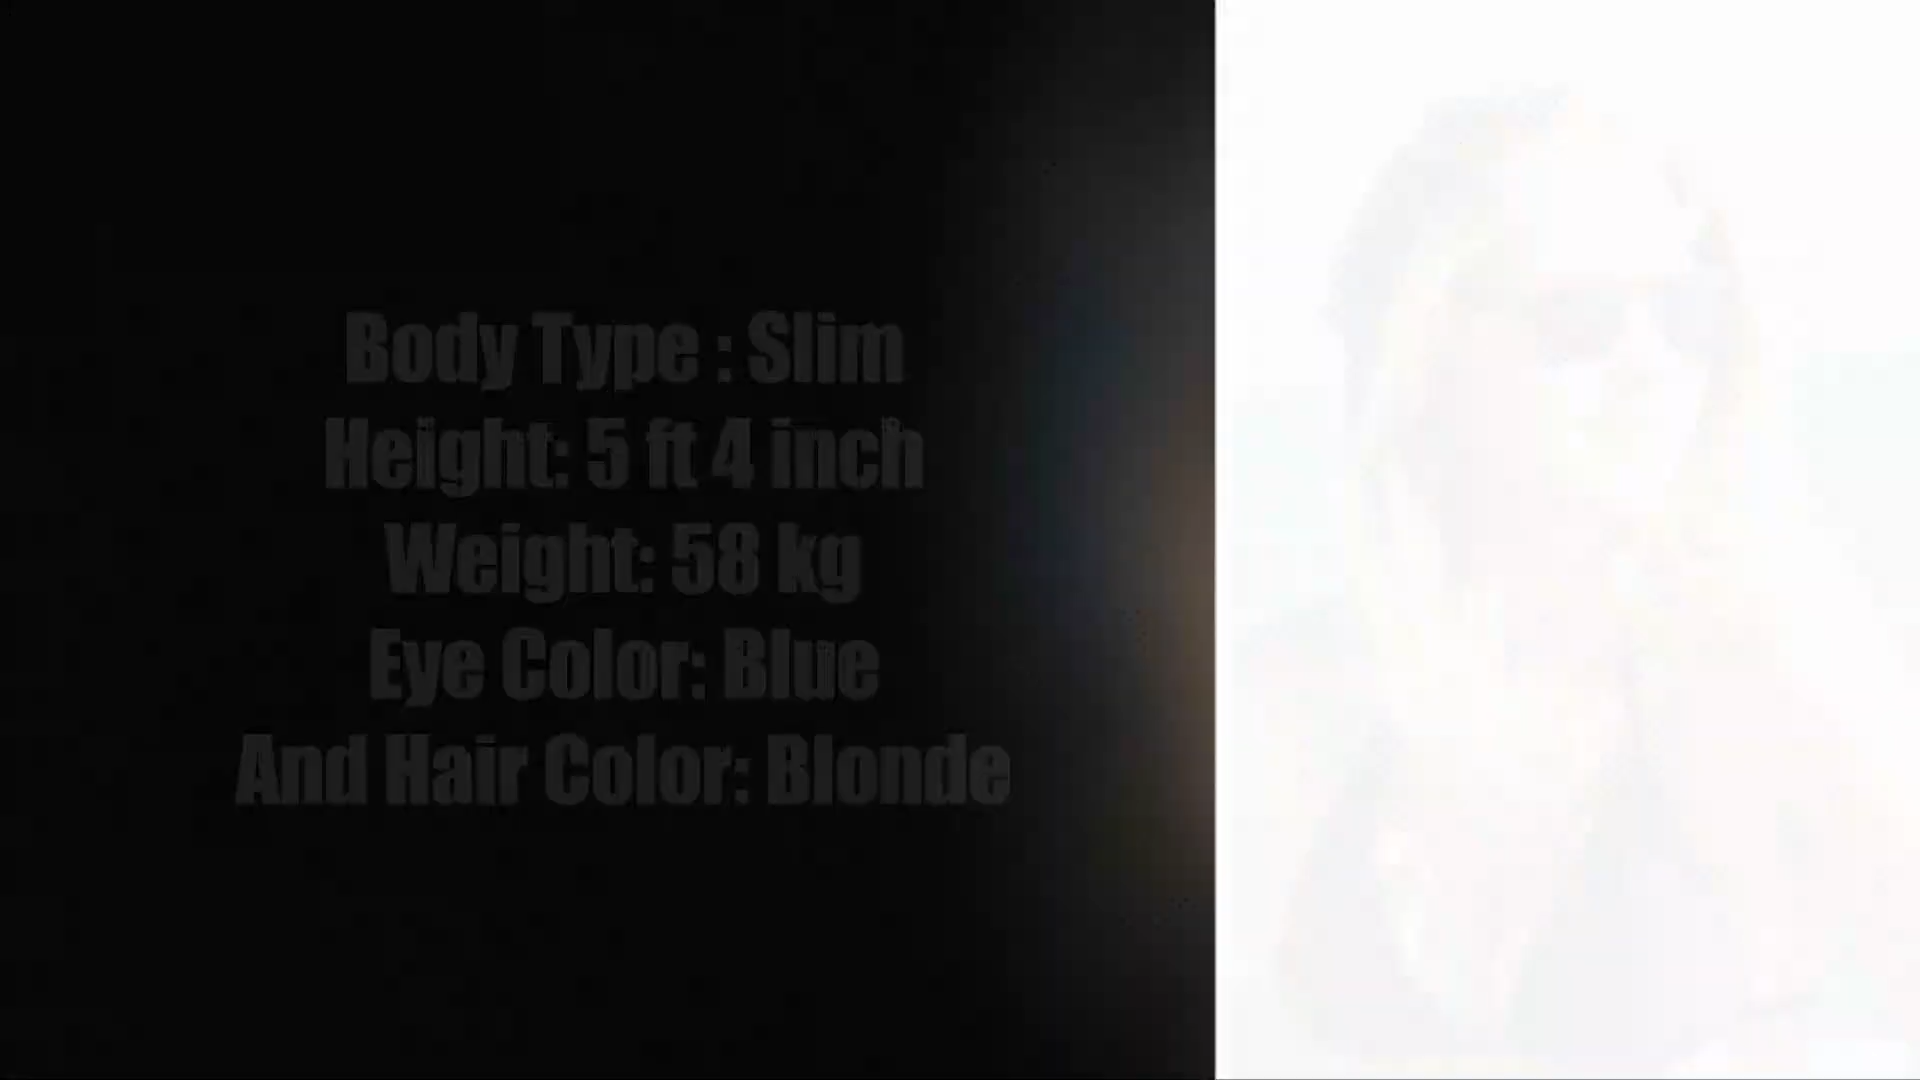 Body Type : Slim
Height: 5 ft 4 inch
Weight: 58 kg
Eye Color: Blue
And Hair Color: Blonde